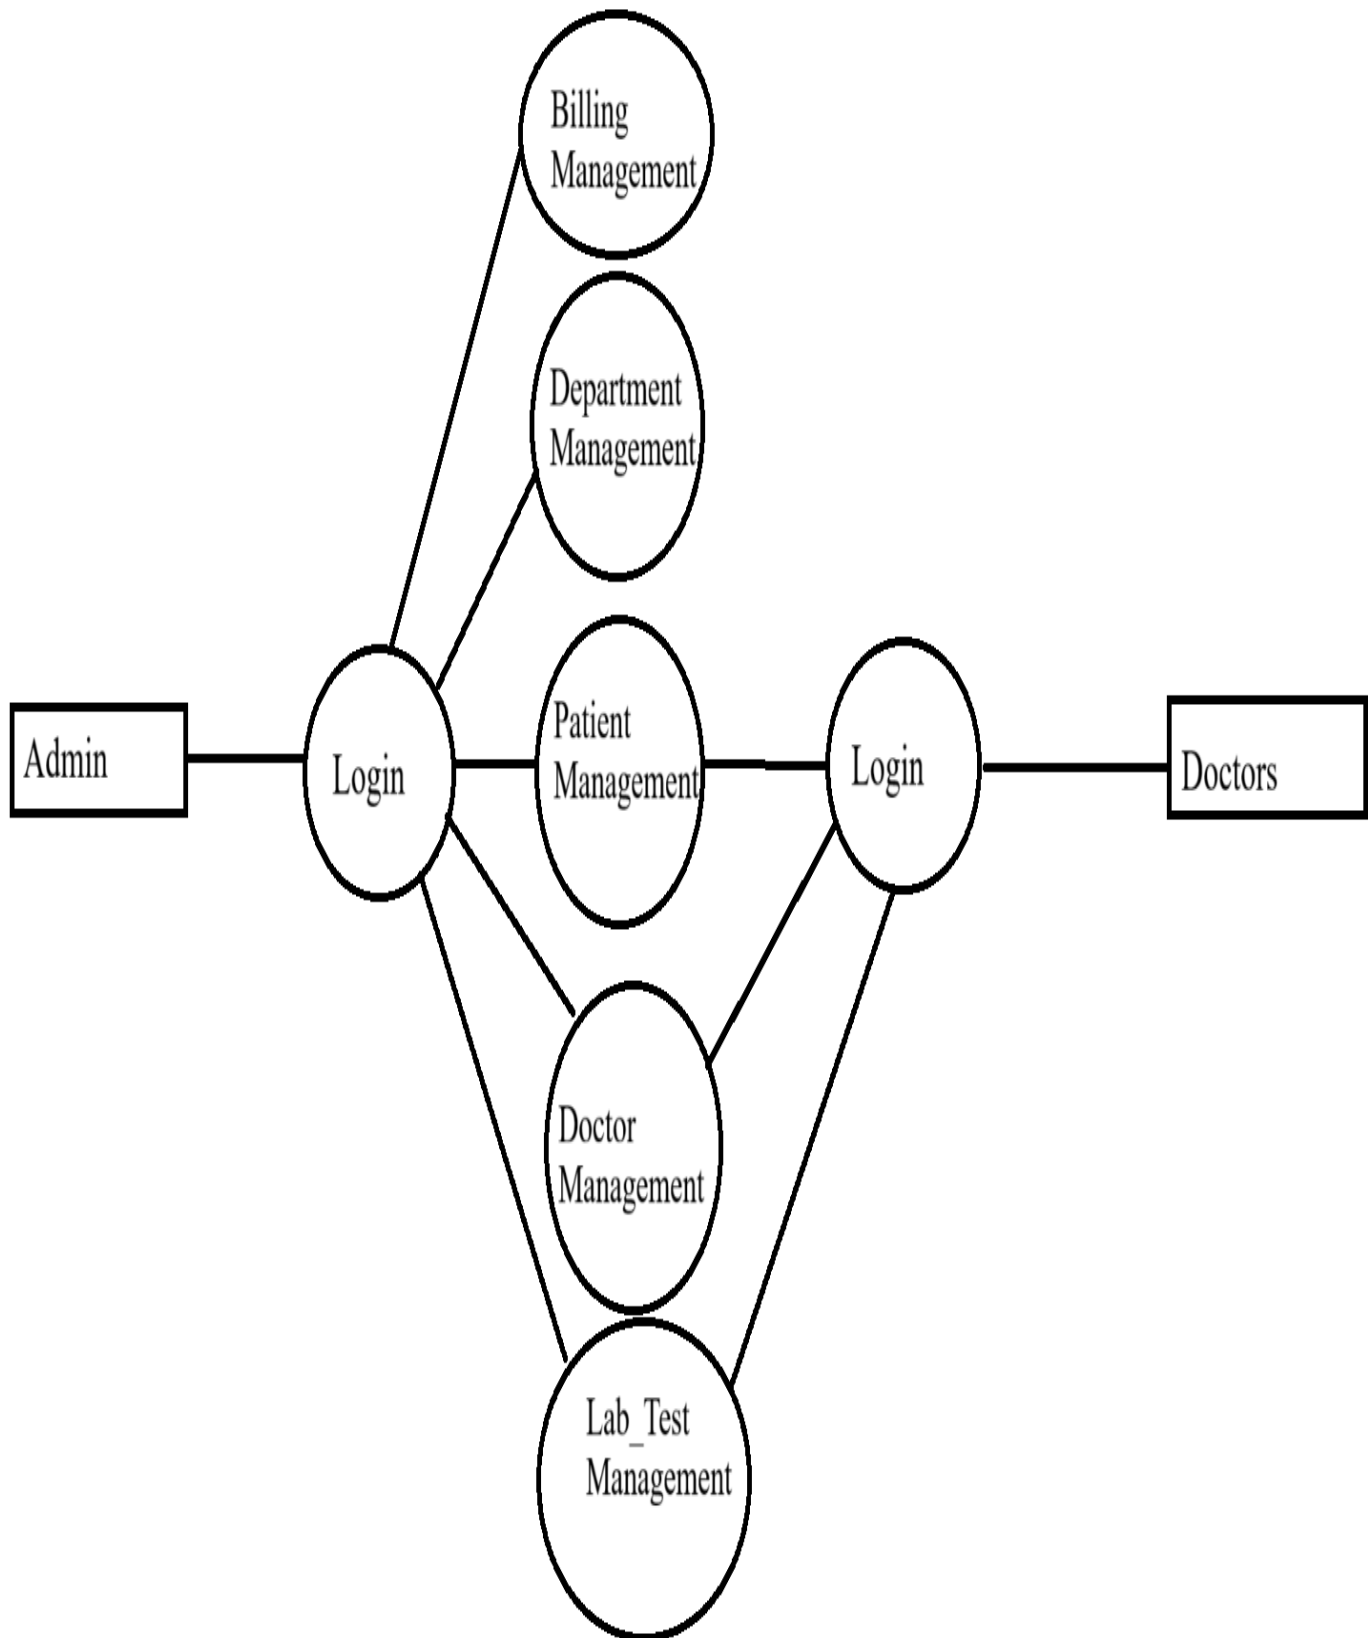 Billing
Management
Department
Management
Patient
Management
Admin
Login
Login
Doctors
Doctor
Management
Lab_Test
Management